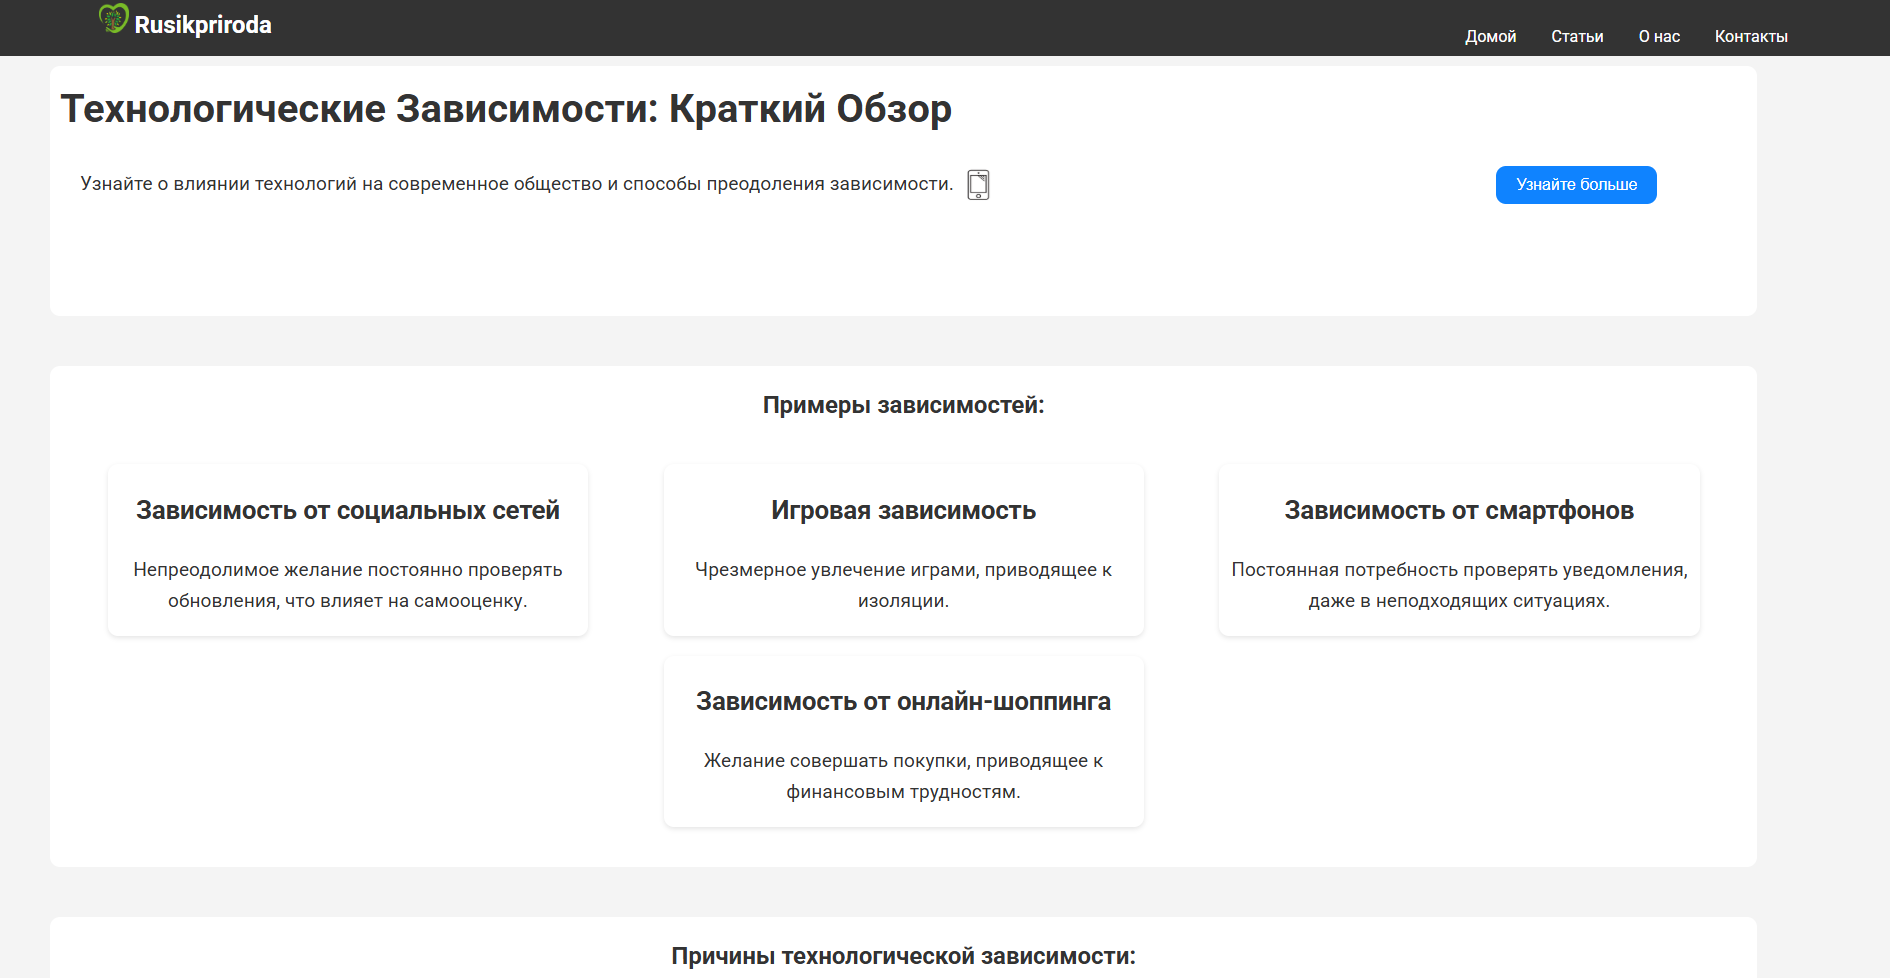 Rusikpriroda
Домой Статьи О нас Контакты
Технологические Зависимости: Краткий Обзор
Узнайте о влиянии технологий на современное общество и способы преодоления зависимости.
Узнайте больше
Примеры зависимостей:
Зависимость от социальных сетей
Непреодолимое желание постоянно проверять
обновления, что влияет на самооценку.
Игровая зависимость
Чрезмерное увлечение играми, приводящее к
изоляции.
Зависимость от смартфонов
Постоянная потребность проверять уведомления,
даже в неподходящих ситуациях.
Зависимость от онлайн-шоппинга
Желание совершать покупки, приводящее к
финансовым трудностям.
Причины технологической зависимости: